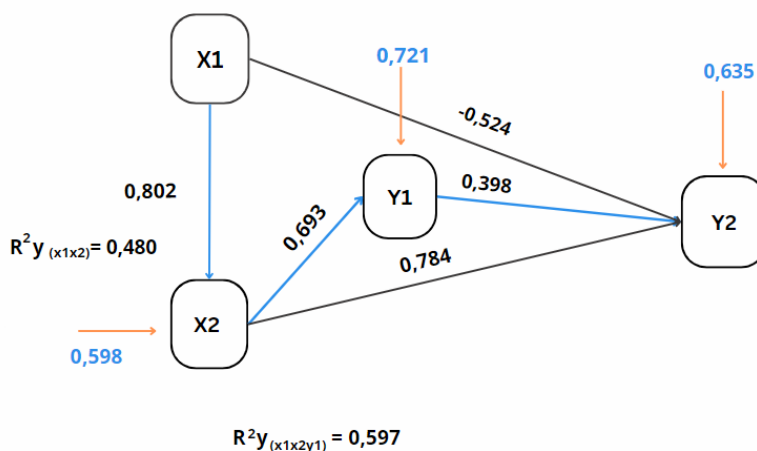 X1
0,721
0,635
-0,524
0,802
Y1
0,398
Y2
0,693
R²y (x1x2)= 0,480
0,784
X2
0,598
R²y(x1x2y1) = 0,597